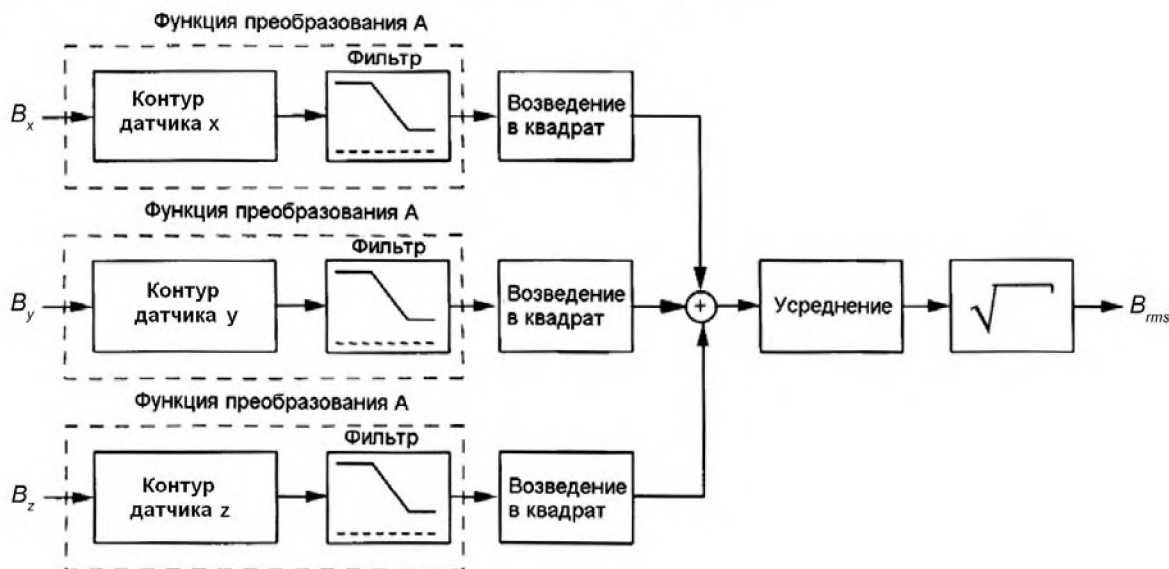 Функция преобразования А
Фильтр
B_x
Контур
датчика x
Возведение
в квадрат
Функция преобразования А
Фильтр
B_y
Контур
датчика y
Возведение
в квадрат
+
Усреднение
√
B_rms
Функция преобразования А
Фильтр
B_z
Контур
датчика z
Возведение
в квадрат